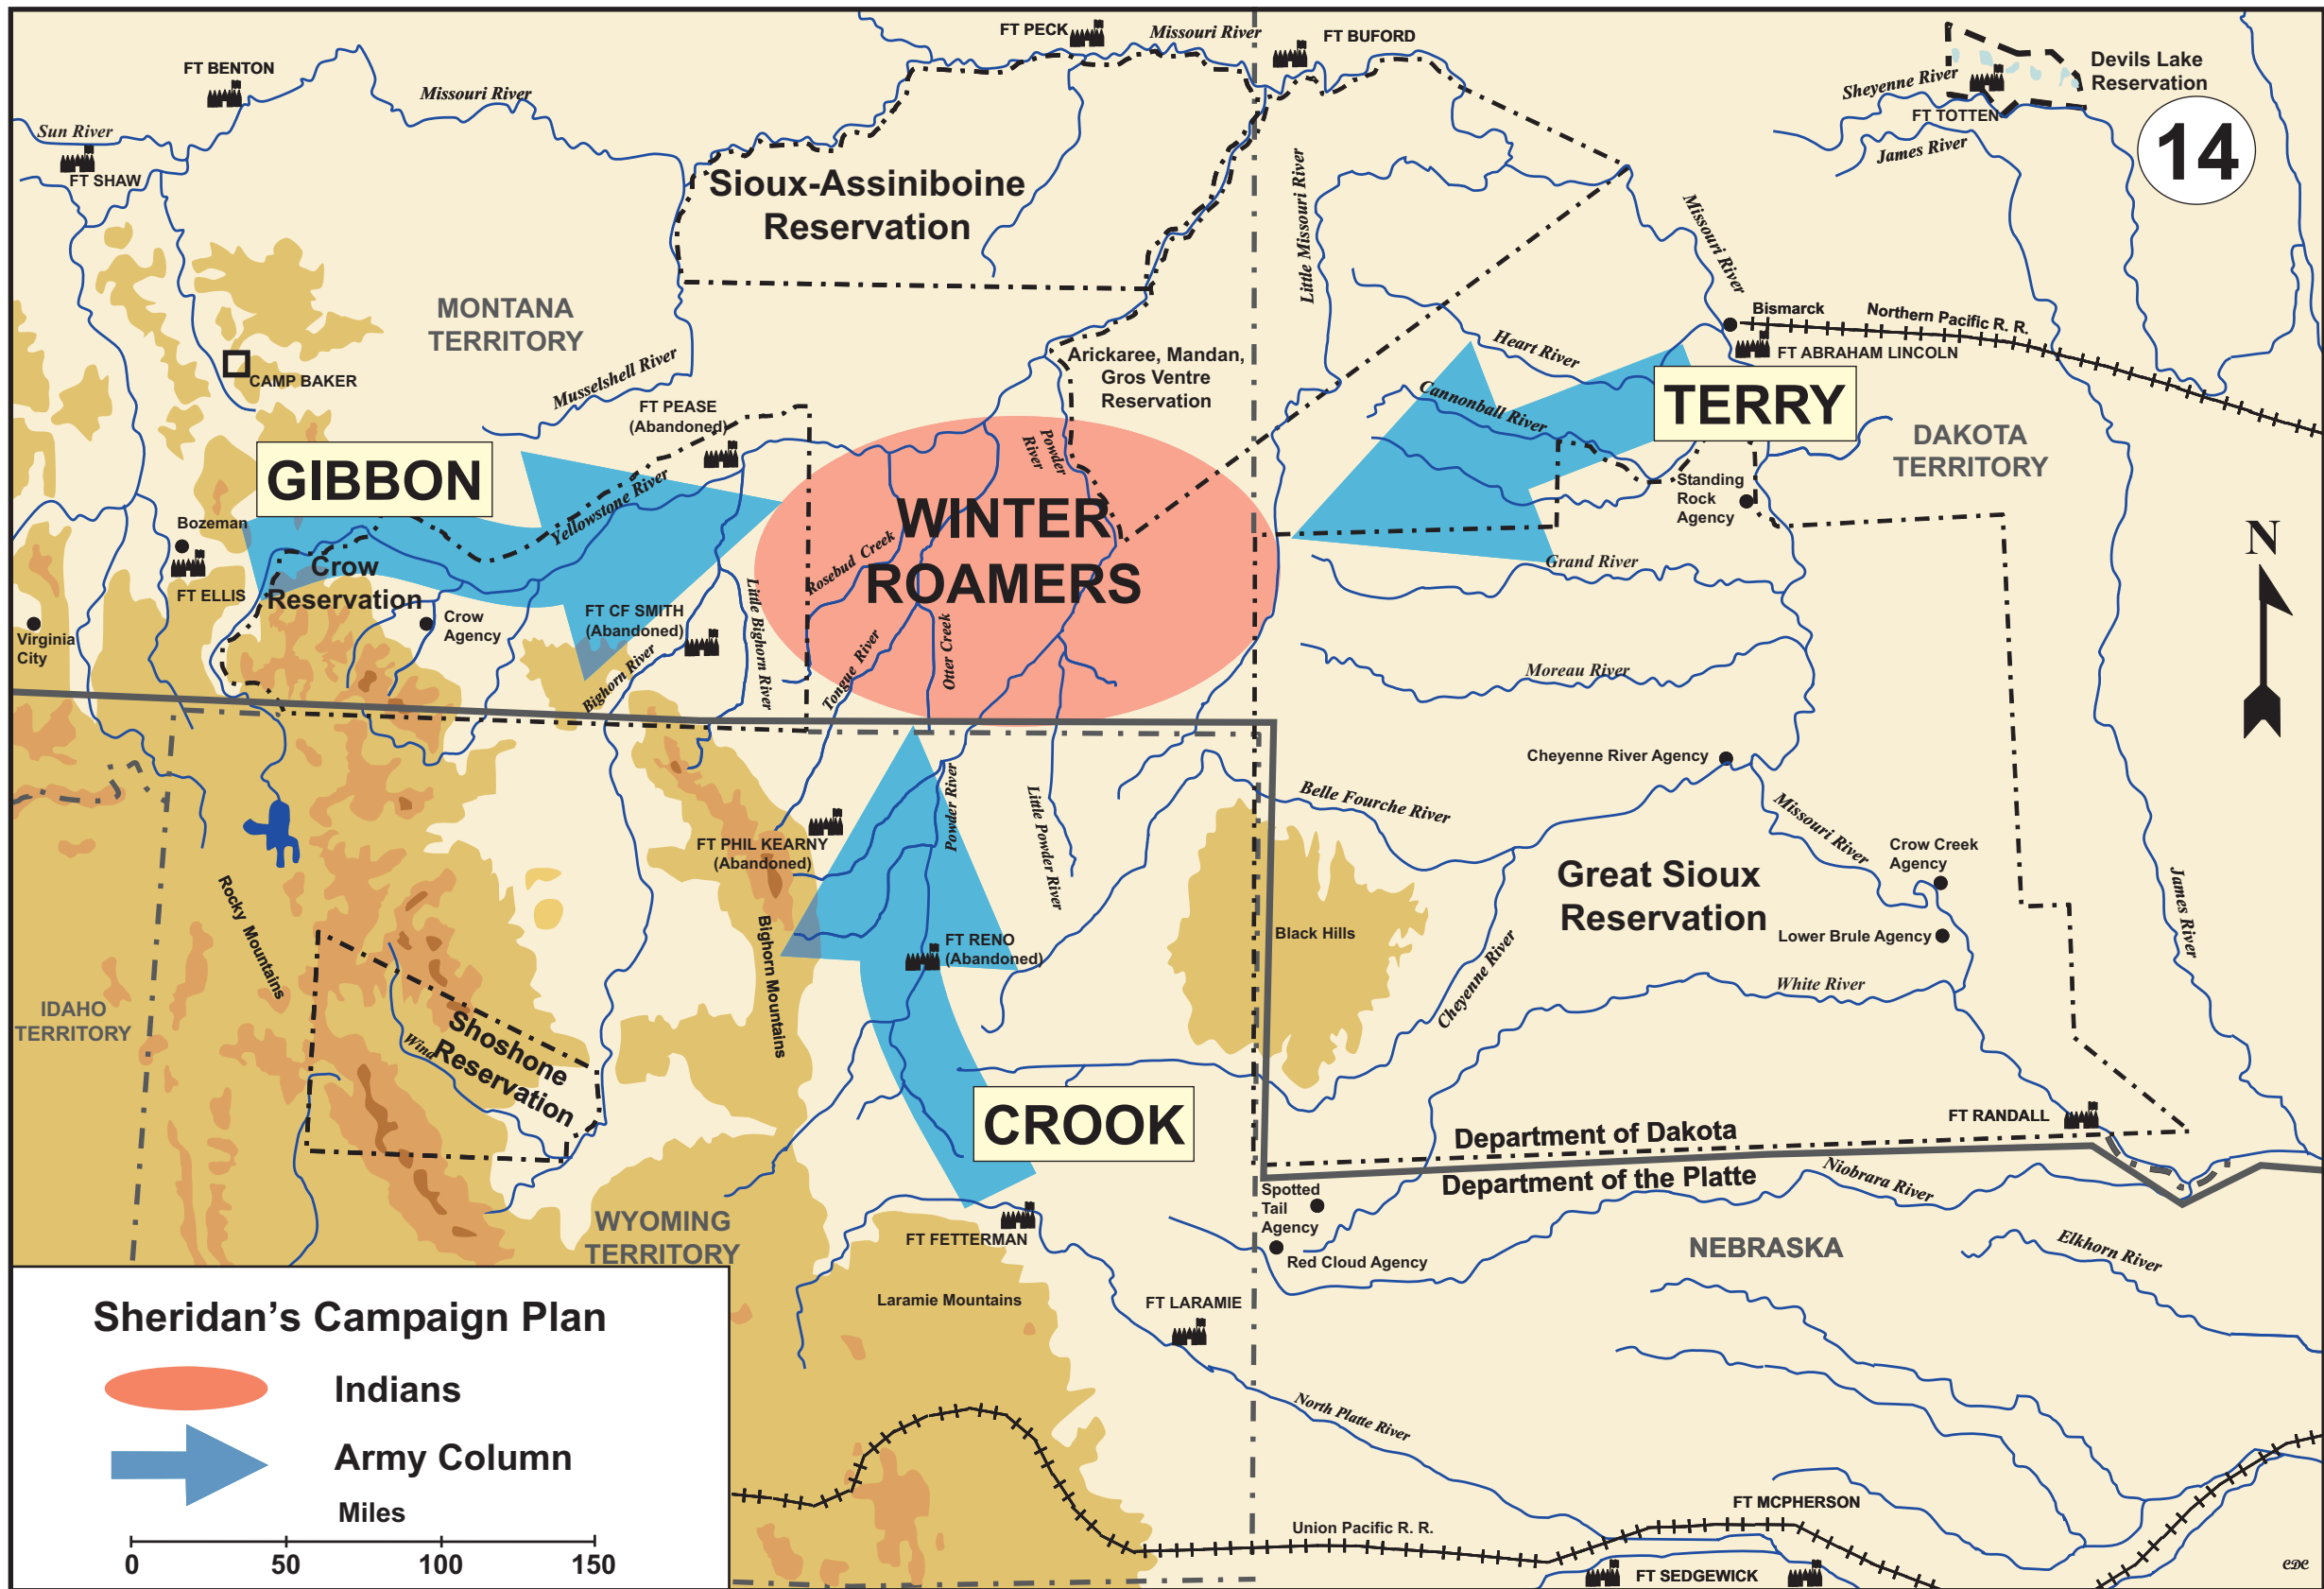 FT PECK
Missouri River
FT BUFORD
Devils Lake
Reservation
Sheyenne River
FT TOTTEN
James River
14
FT BENTON
Missouri River
Sun River
FT SHAW
Sioux-Assiniboine
Reservation
Little Missouri River
Missouri River
MONTANA
TERRITORY
CAMP BAKER
Musselshell River
Bismarck
Northern Pacific R. R.
FT ABRAHAM LINCOLN
Heart River
Arickaree, Mandan,
Gros Ventre
Reservation
TERRY
Cannonball River
FT PEASE
(Abandoned)
DAKOTA
TERRITORY
GIBBON
Powder
River
Yellowstone River
Standing
Rock
Agency
WINTER
ROAMERS
Bozeman
FT ELLIS
Crow
Reservation
Crow
Agency
Rosebud Creek
Grand River
N
Virginia
City
FT CF SMITH
(Abandoned)
Little Bighorn River
Bighorn River
Tongue River
Otter Creek
Moreau River
Cheyenne River Agency
Belle Fourche River
Missouri River
Powder River
Little Powder River
FT PHIL KEARNY
(Abandoned)
Crow Creek
Agency
Great Sioux
Reservation
Rocky Mountains
Bighorn Mountains
FT RENO
(Abandoned)
Black Hills
Lower Brule Agency
James River
Cheyenne River
White River
IDAHO
TERRITORY
Shoshone
Reservation
Wind
CROOK
FT RANDALL
Department of Dakota
Department of the Platte
Niobrara River
Spotted
Tail
Agency
Red Cloud Agency
WYOMING
TERRITORY
FT FETTERMAN
NEBRASKA
Elkhorn River
Laramie Mountains
FT LARAMIE
North Platte River
Sheridan’s Campaign Plan
Indians
Army Column
Miles
0 50 100 150
Union Pacific R. R.
FT MCPHERSON
FT SEDGEWICK